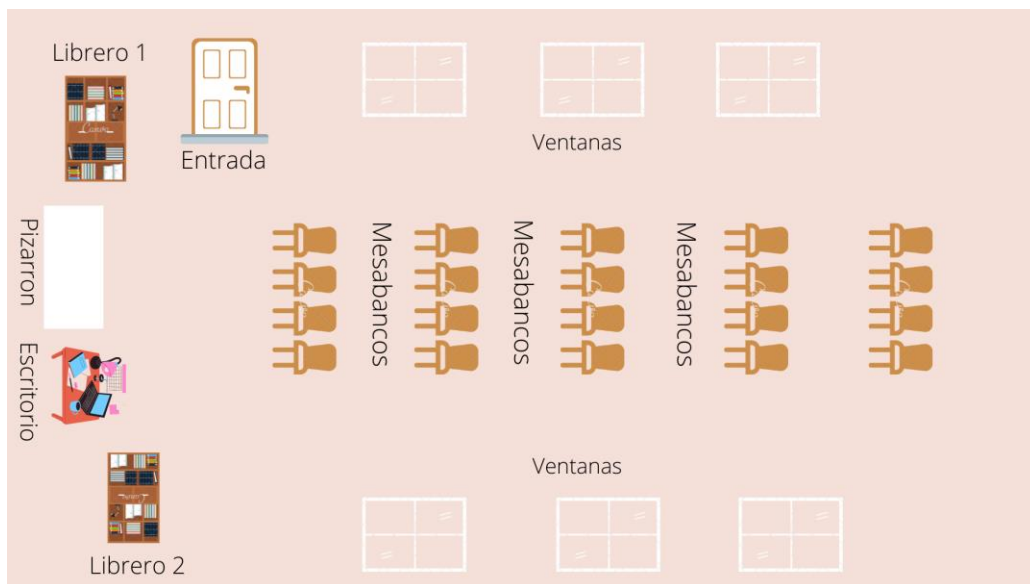 Librero 1
Entrada
Ventanas
Pizarron
Mesabancos
Mesabancos
Mesabancos
Escritorio
Ventanas
Librero 2